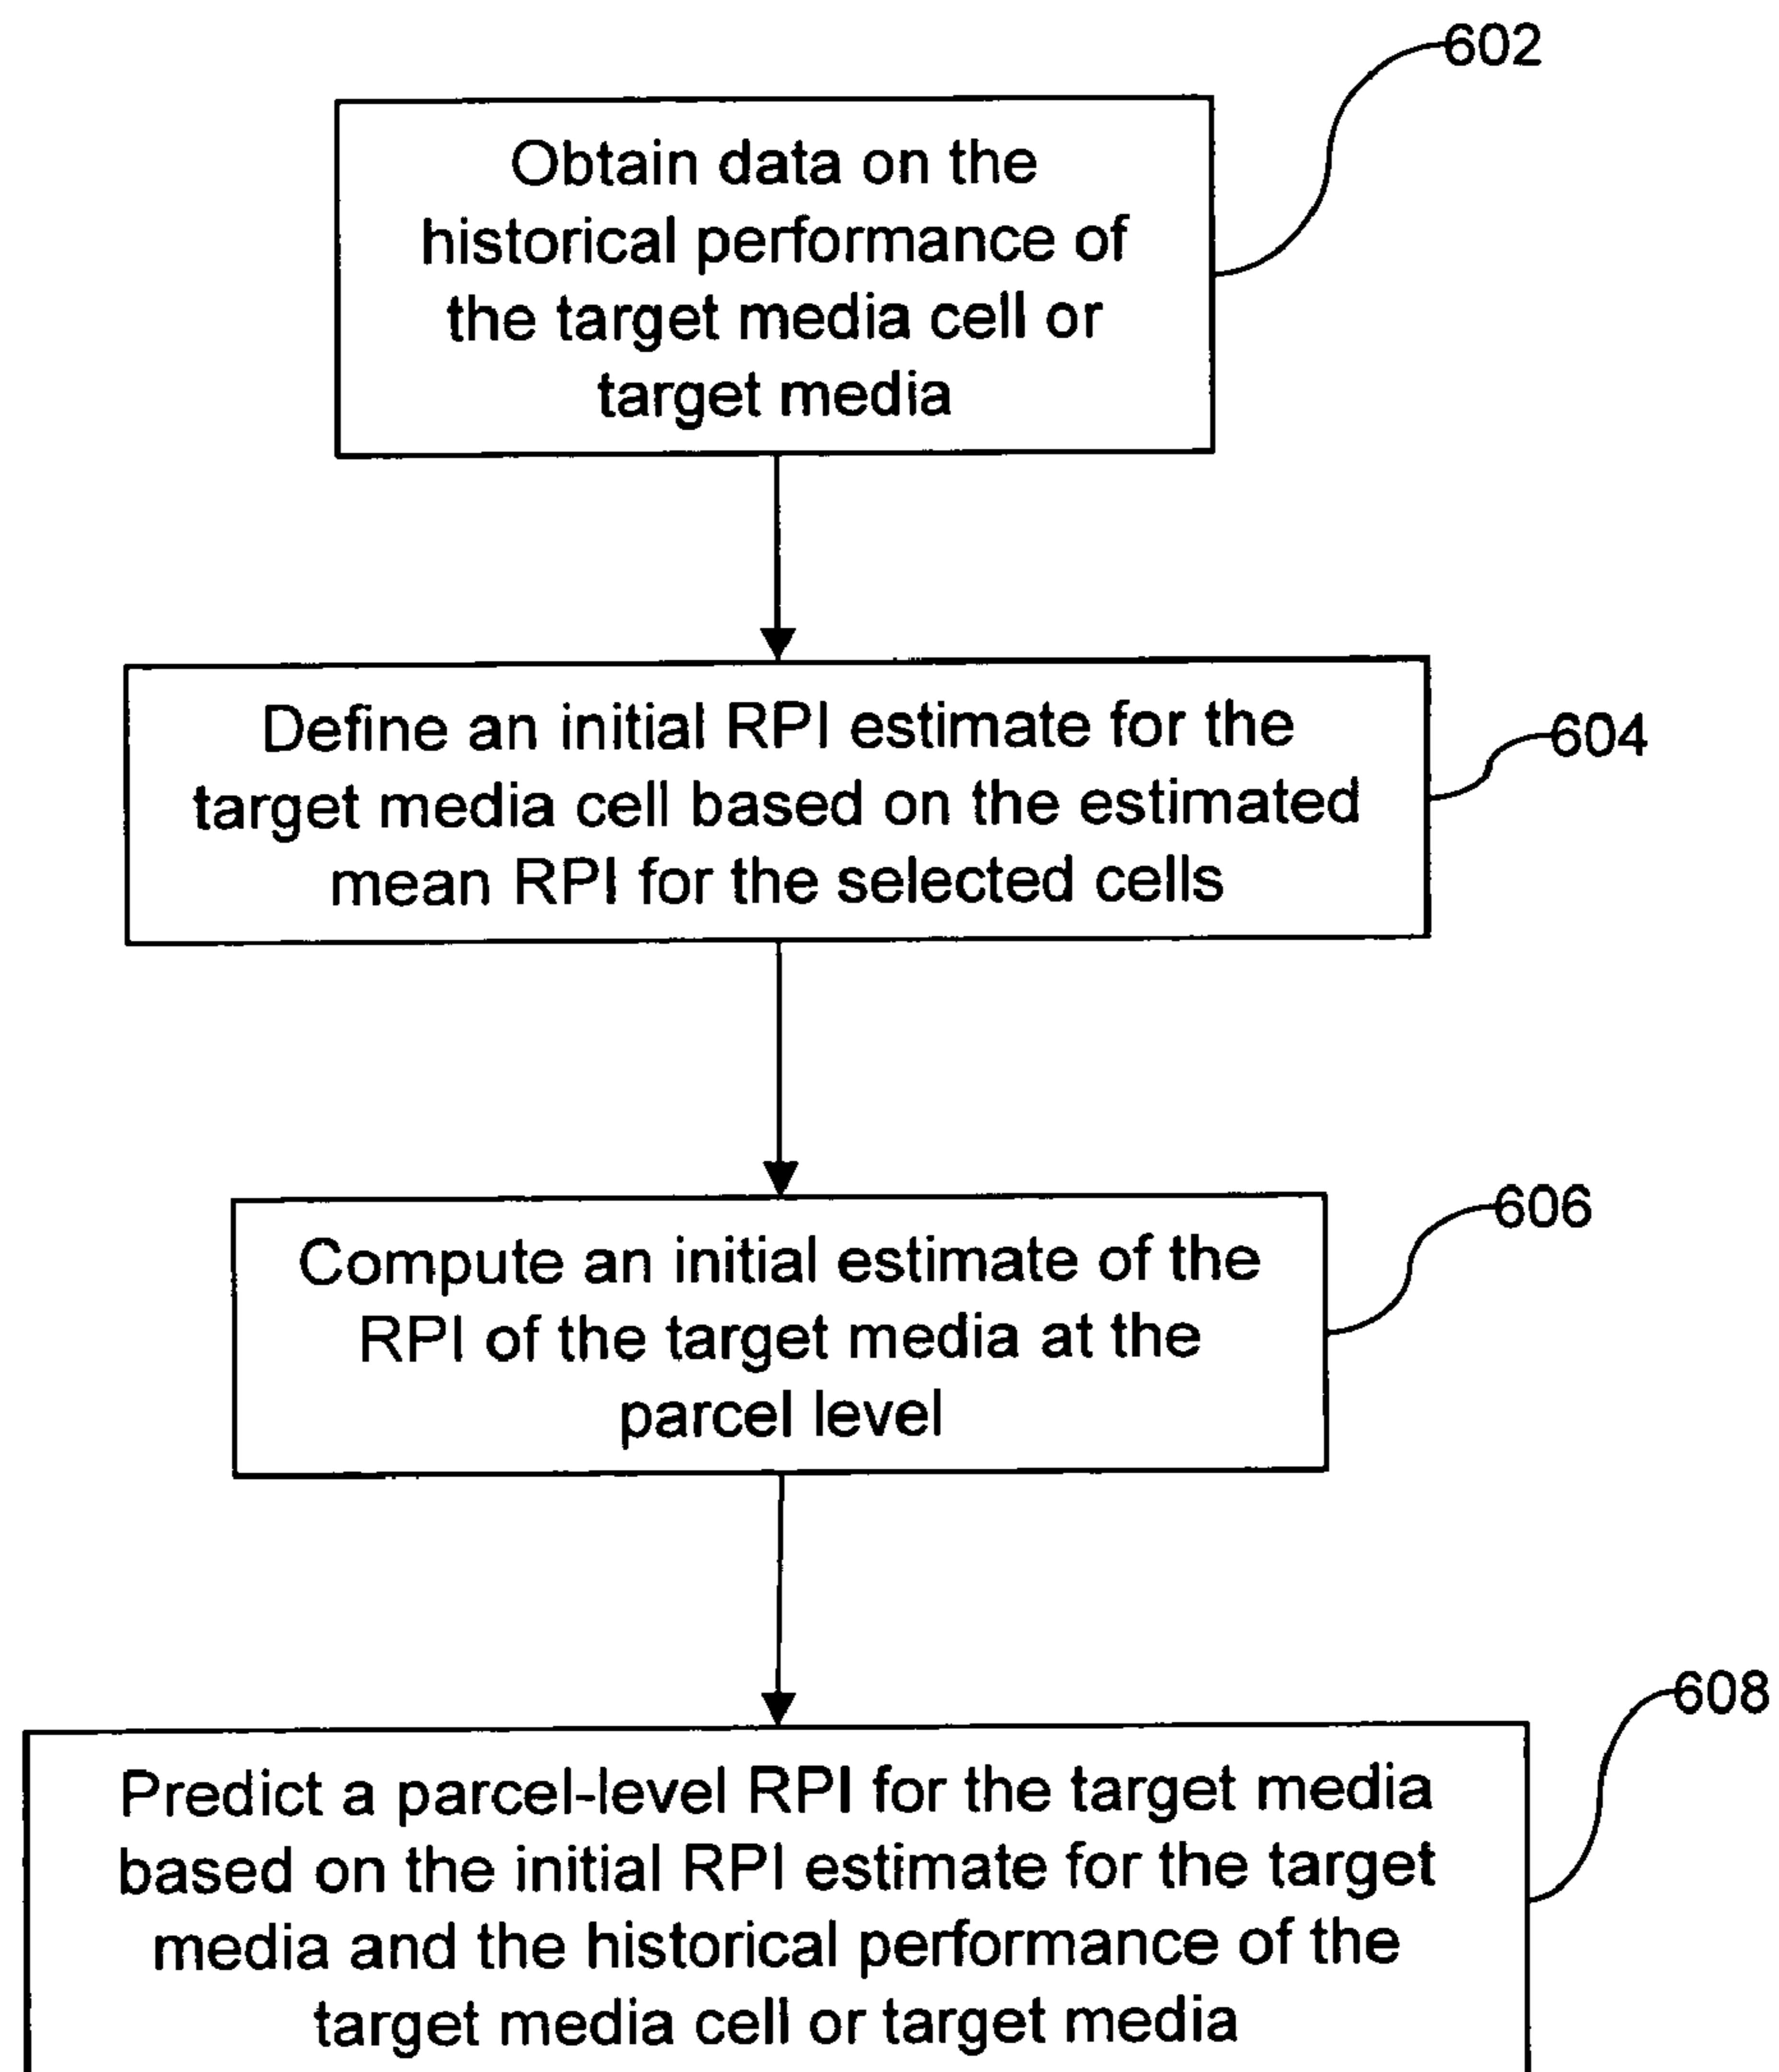 602
Obtain data on the
historical performance of
the target media cell or
target media
604
Define an initial RPI estimate for the
target media cell based on the estimated
mean RPI for the selected cells
606
Compute an initial estimate of the
RPI of the target media at the
parcel level
608
Predict a parcel-level RPI for the target media
based on the initial RPI estimate for the target
media and the historical performance of the
target media cell or target media